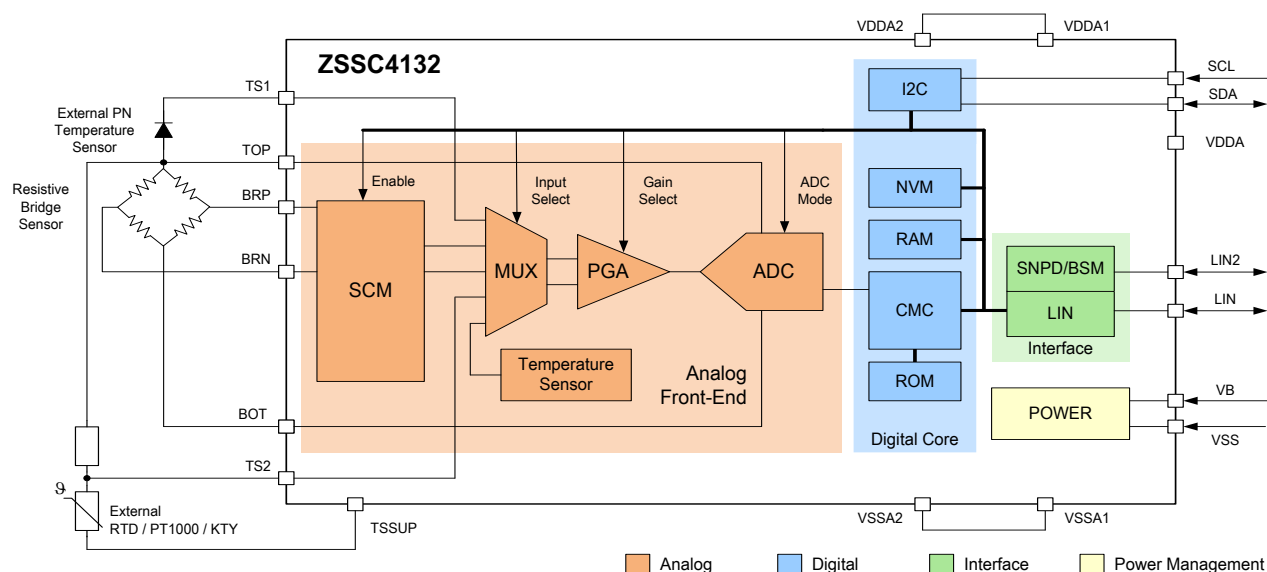 VDDA2
VDDA1
ZSSC4132
TS1
External PN
Temperature
Sensor
TOP
Resistive
Bridge
Sensor
BRP
BRN
Enable
Input
Select
Gain
Select
ADC
Mode
SCM
MUX
PGA
ADC
Temperature
Sensor
Analog
Front-End
I2C
NVM
RAM
CMC
ROM
Digital Core
SNPD/BSM
LIN
Interface
POWER
SCL
SDA
VDDA
LIN2
LIN
VB
VSS
BOT
TS2
ϑ
External
RTD / PT1000 / KTY
TSSUP
VSSA2
VSSA1
Analog
Digital
Interface
Power Management